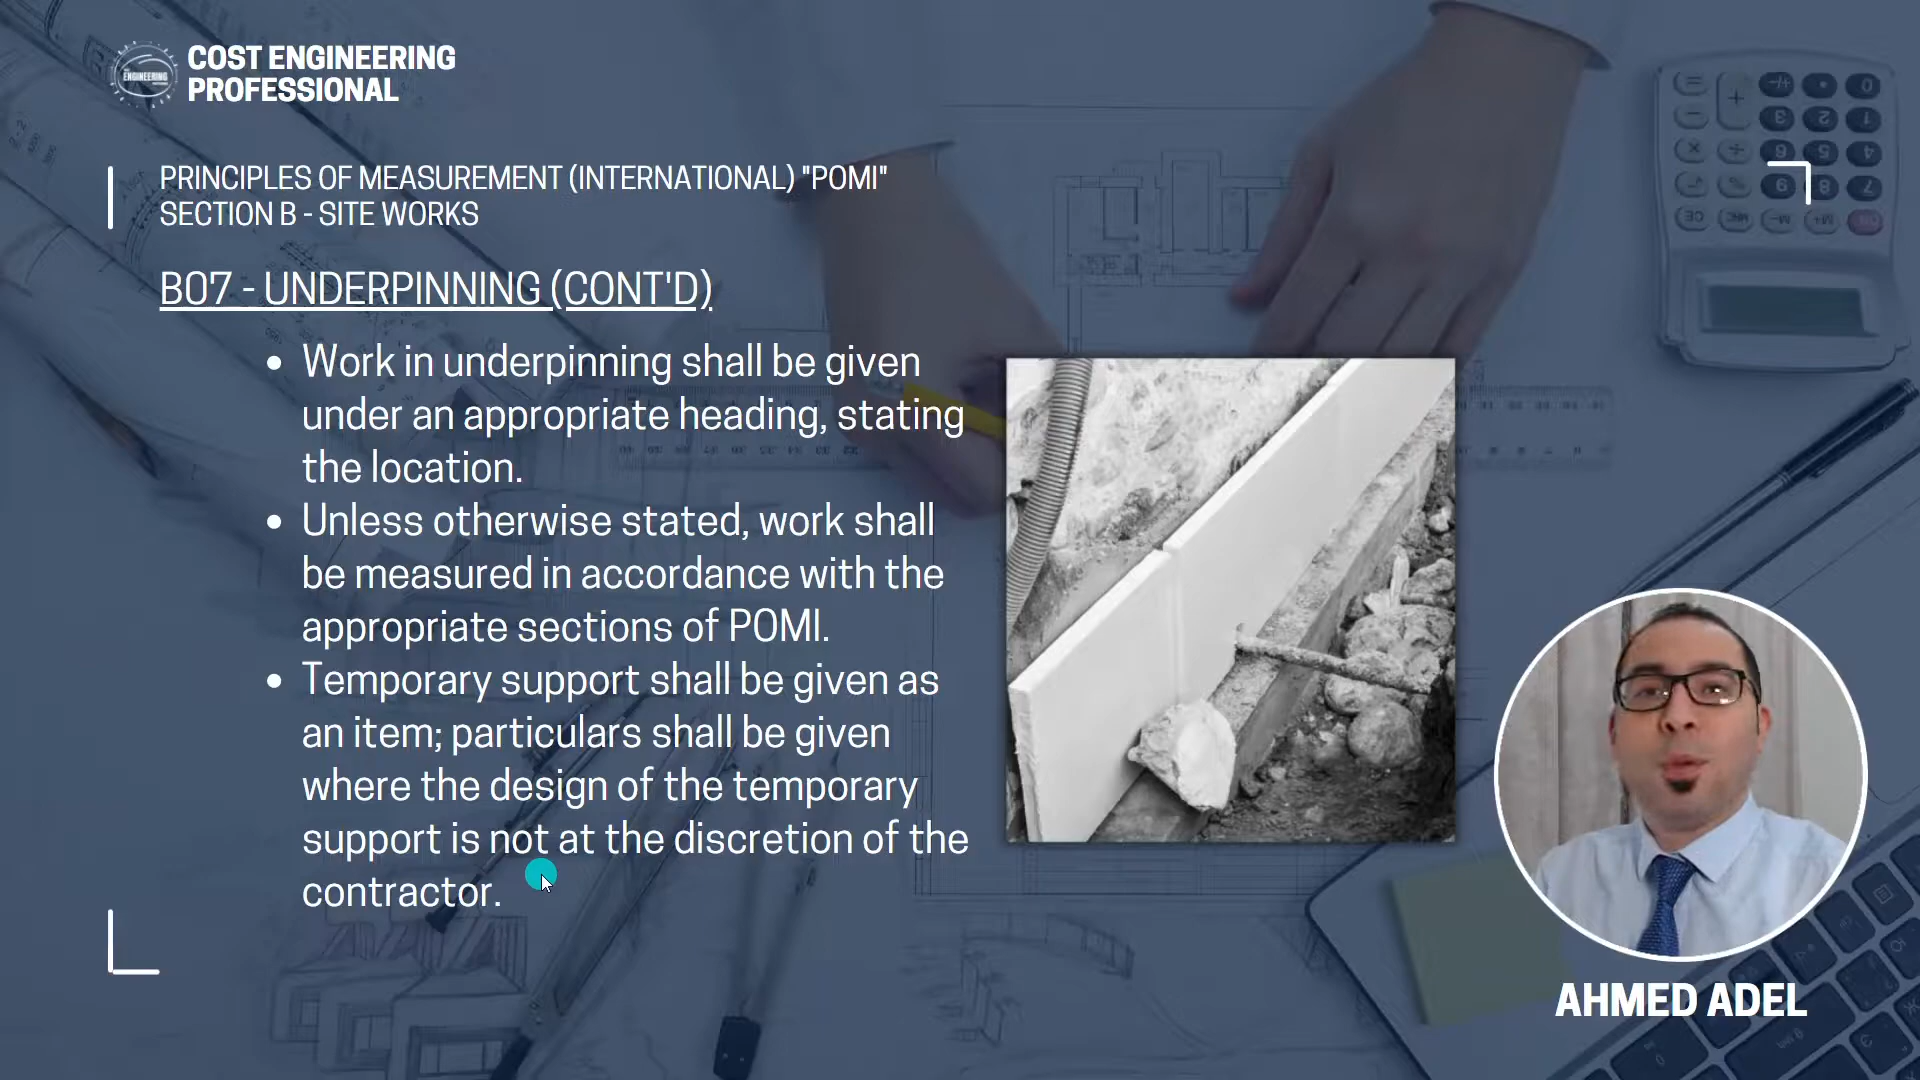 ENGINEERING
COST ENGINEERING
PROFESSIONAL
PRINCIPLES OF MEASUREMENT (INTERNATIONAL) "POMI"
SECTION B - SITE WORKS
B07 - UNDERPINNING (CONT'D)
• Work in underpinning shall be given
under an appropriate heading, stating
the location.
• Unless otherwise stated, work shall
be measured in accordance with the
appropriate sections of POMI.
• Temporary support shall be given as
an item; particulars shall be given
where the design of the temporary
support is not at the discretion of the
contractor.
AHMED ADEL